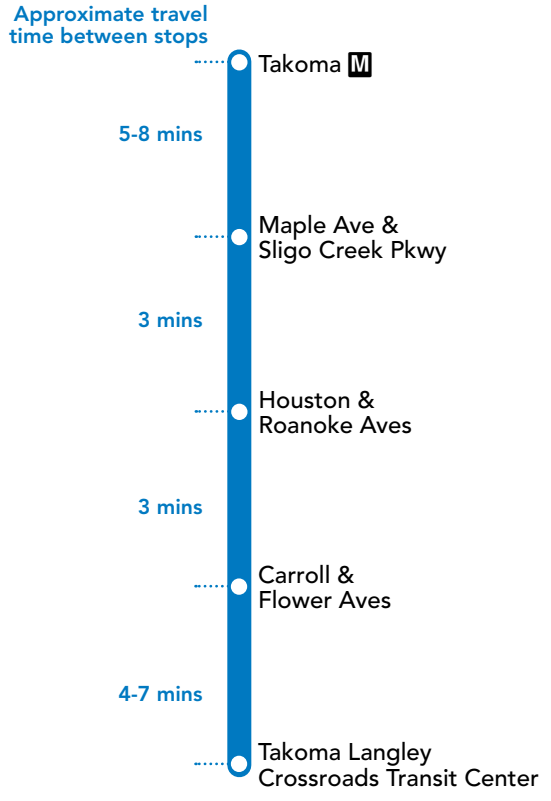 Approximate travel
time between stops
Takoma M
5-8 mins
Maple Ave &
Sligo Creek Pkwy
3 mins
Houston &
Roanoke Aves
3 mins
Carroll &
Flower Aves
4-7 mins
Takoma Langley
Crossroads Transit Center